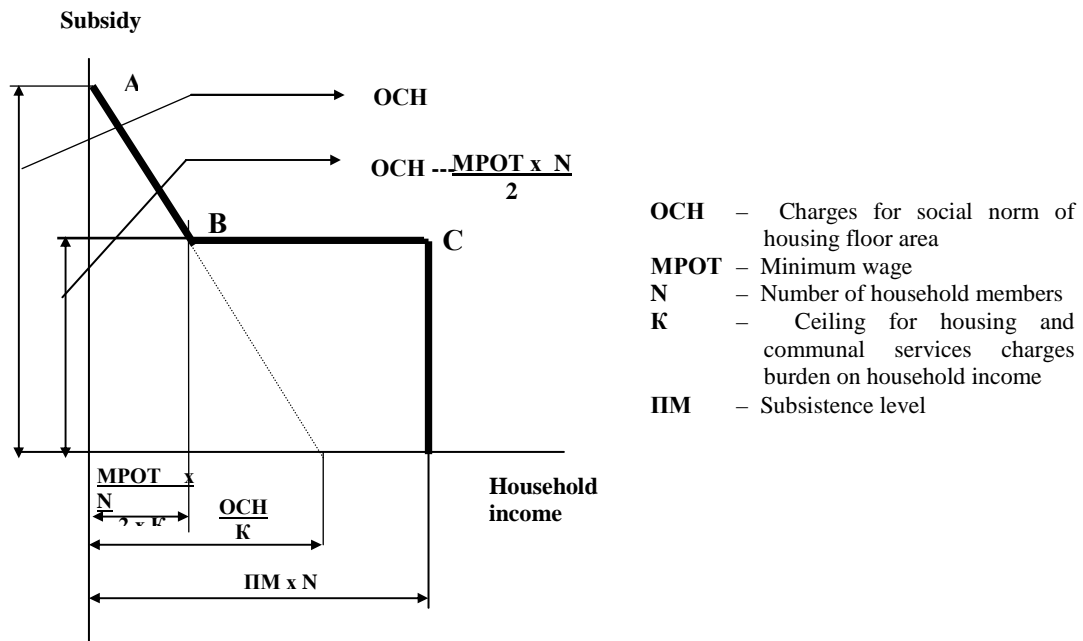 Subsidy
A
ОСН
ОСН ---МРОТ x N
2
B
C
ОСН – Charges for social norm of
housing floor area
МРОТ – Minimum wage
N – Number of household members
К – Ceiling for housing and
communal services charges
burden on household income
ПМ – Subsistence level
МРОТ x
N
2 x К
ОСН
К
Household
income
ПМ x N